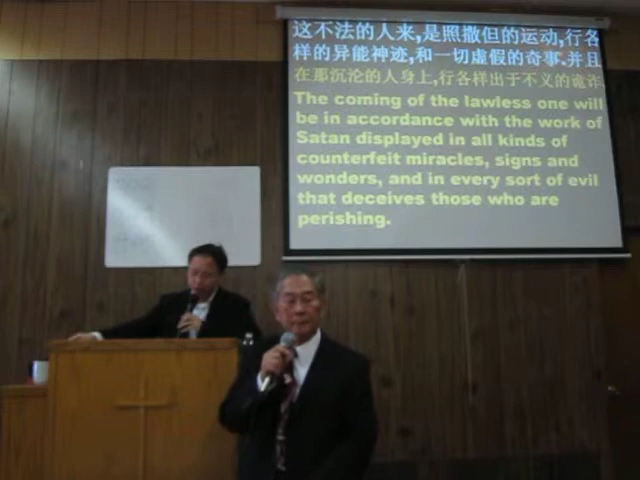 这不法的人来,是照撒但的运动,行各
样的异能神迹,和一切虚假的奇事.并且
在那沉沦的人身上,行各样出于不义的诡诈
The coming of the lawless one will
be in accordance with the work of
Satan displayed in all kinds of
counterfeit miracles, signs and
wonders, and in every sort of evil
that deceives those who are
perishing.